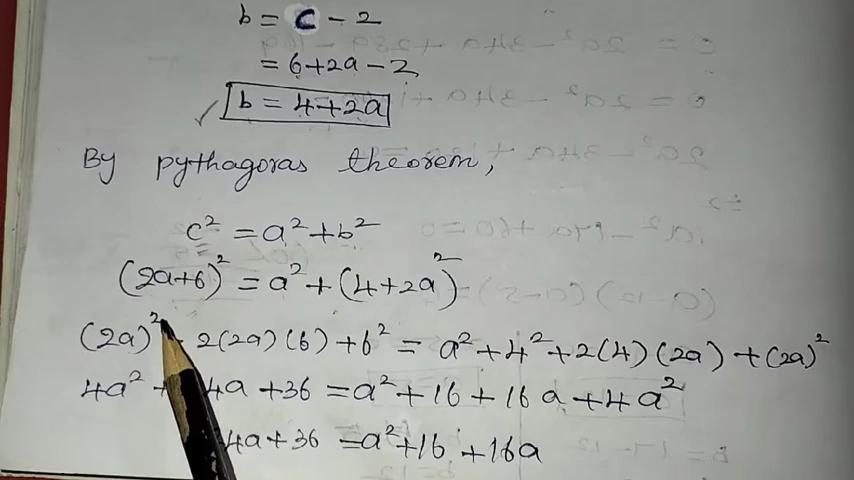 b = c - 2
= 6+2a-2
b = 4+2a
By pythagoras theorem,
c² = a²+b²
(2a+6)² = a²+(4+2a)²
(2a)² 2(2a)(6)+6² = a²+4²+2(4)(2a)+(2a)²
4a² + 4a +36 = a²+16+16a+4a²
4a+36 = a²+16+16a